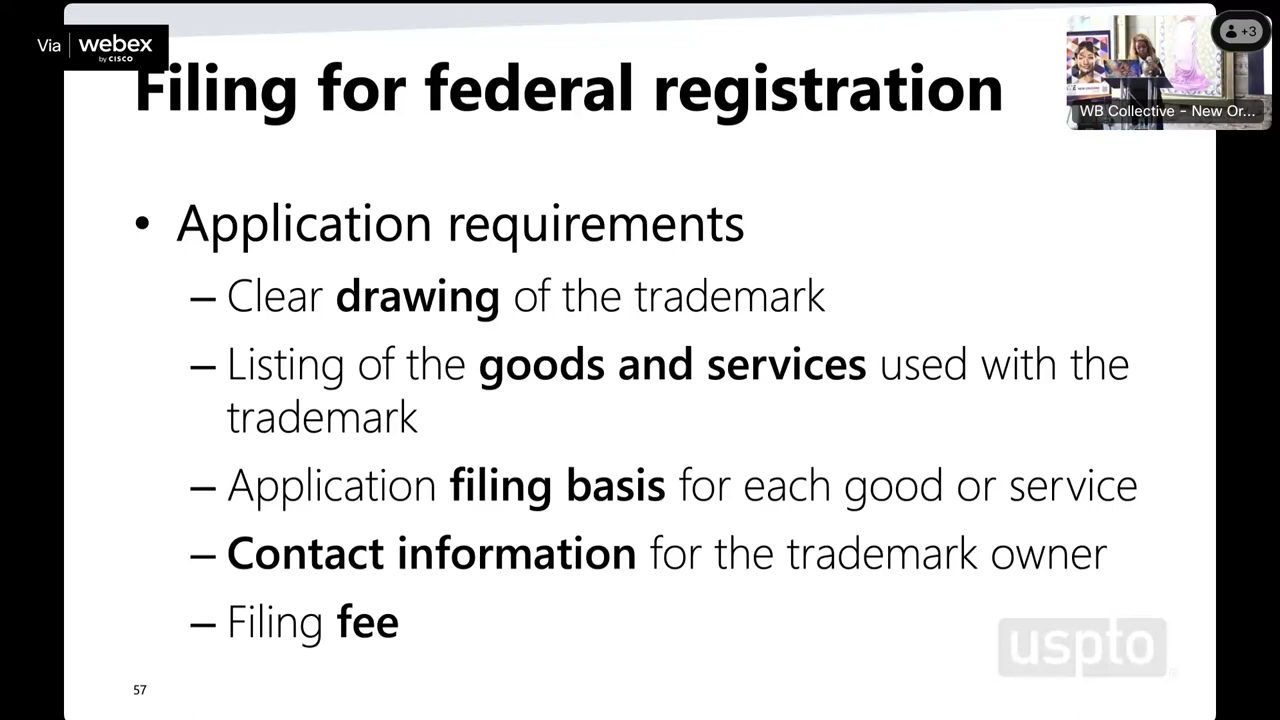 Via webex
by CISCO
+3
WB Collective - New Or...
Filing for federal registration
• Application requirements
– Clear drawing of the trademark
– Listing of the goods and services used with the
trademark
– Application filing basis for each good or service
– Contact information for the trademark owner
– Filing fee
uspto
57